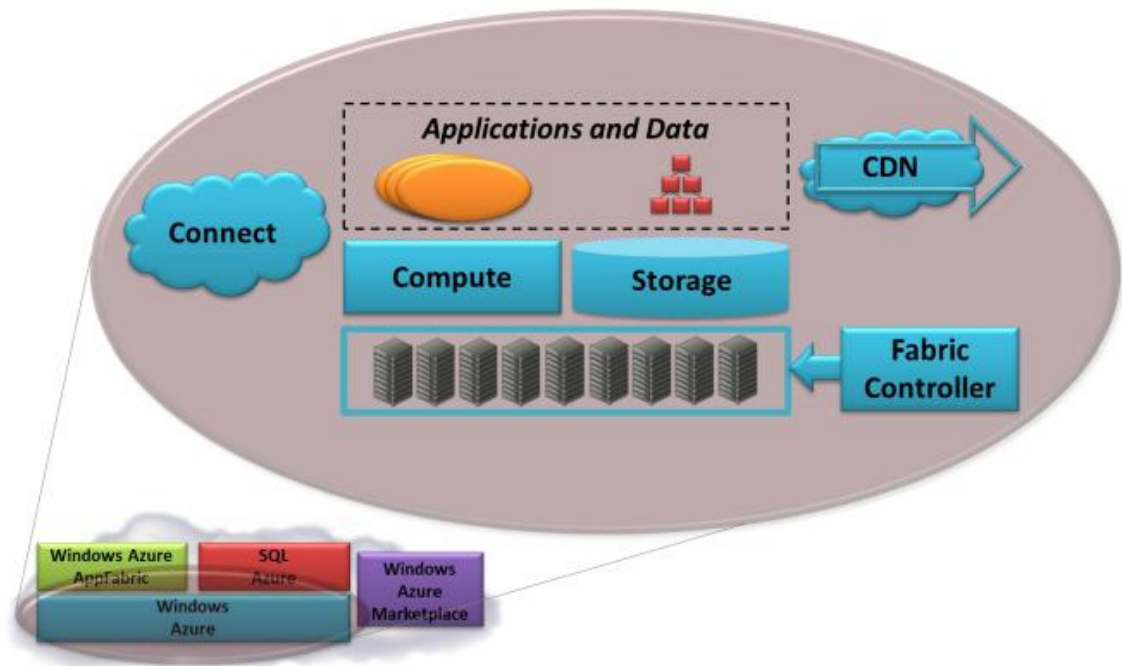 Applications and Data
CDN
Connect
Compute
Storage
Fabric
Controller
Windows Azure
AppFabric
SQL
Azure
Windows
Azure
Marketplace
Windows
Azure